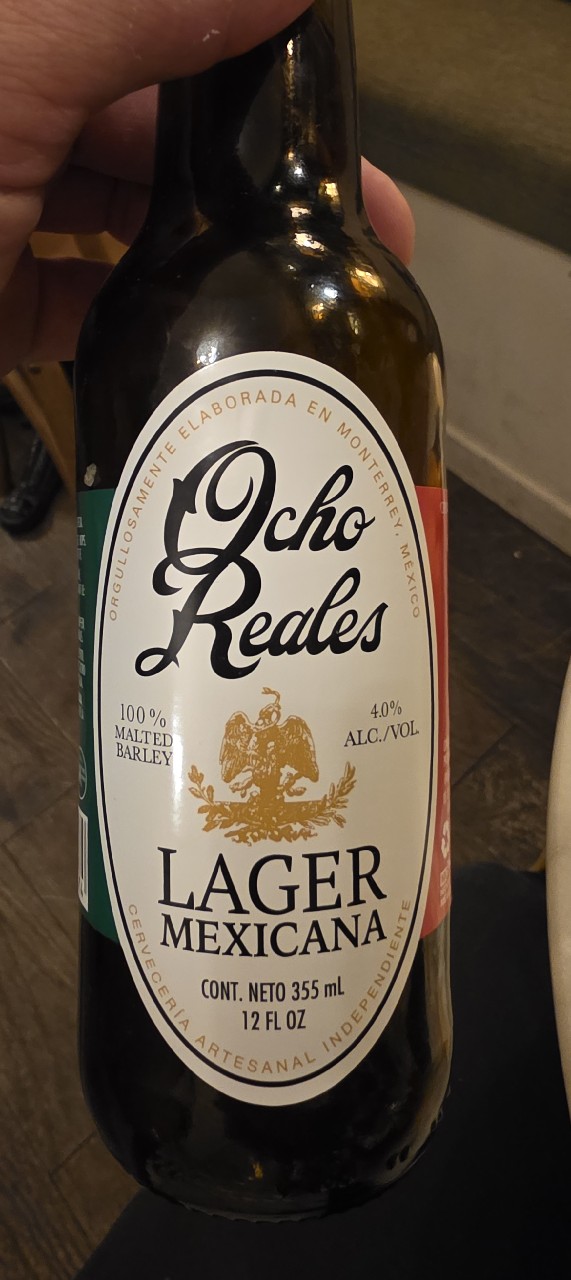 ORGULLOSAMENTE ELABORADA EN MONTERREY, MÉXICO
Ocho
Reales
100%
MALTED
BARLEY
4.0%
ALC./VOL.
LAGER
MEXICANA
CONT. NETO 355 mL
12 FL OZ
CERVECERÍA ARTESANAL INDEPENDIENTE